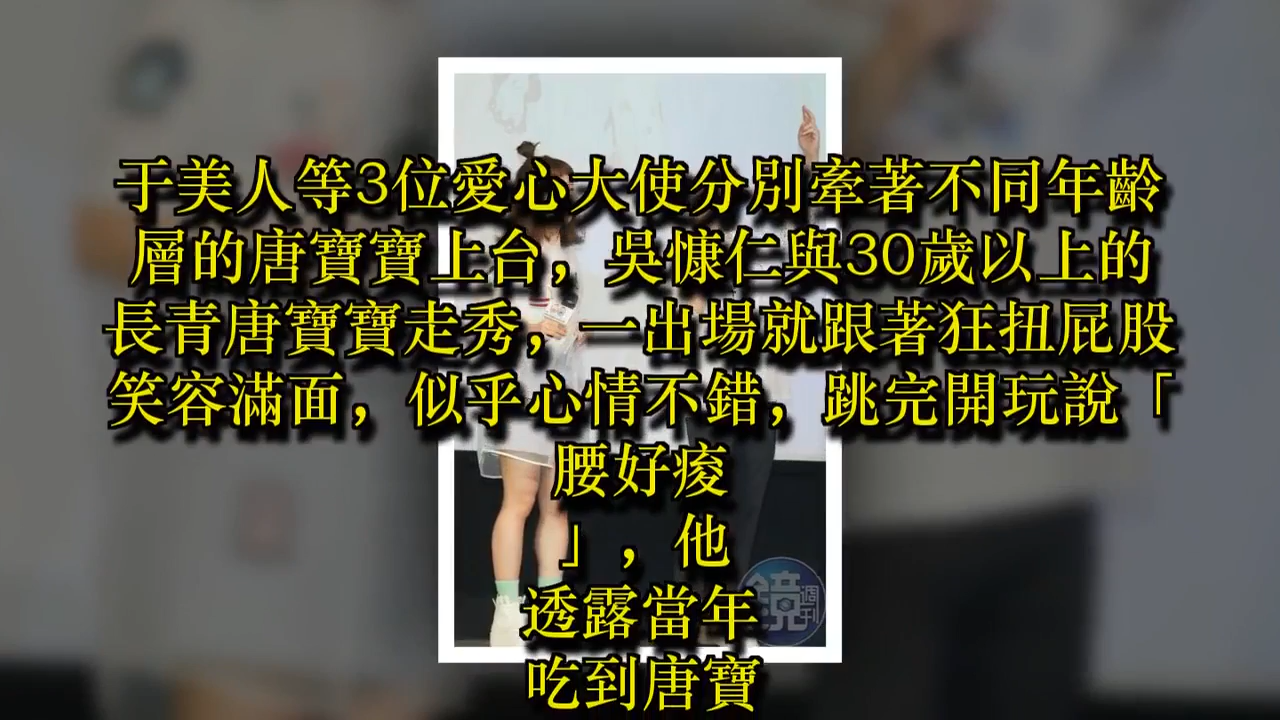 于美人等3位愛心大使分別牽著不同年齡
層的唐寶寶上台，吳慷仁與30歲以上的
長青唐寶寶走秀，一出場就跟著狂扭屁股
笑容滿面，似乎心情不錯，跳完開玩說「
腰好痠
」，他
透露當年
吃到唐寶
鏡週刊